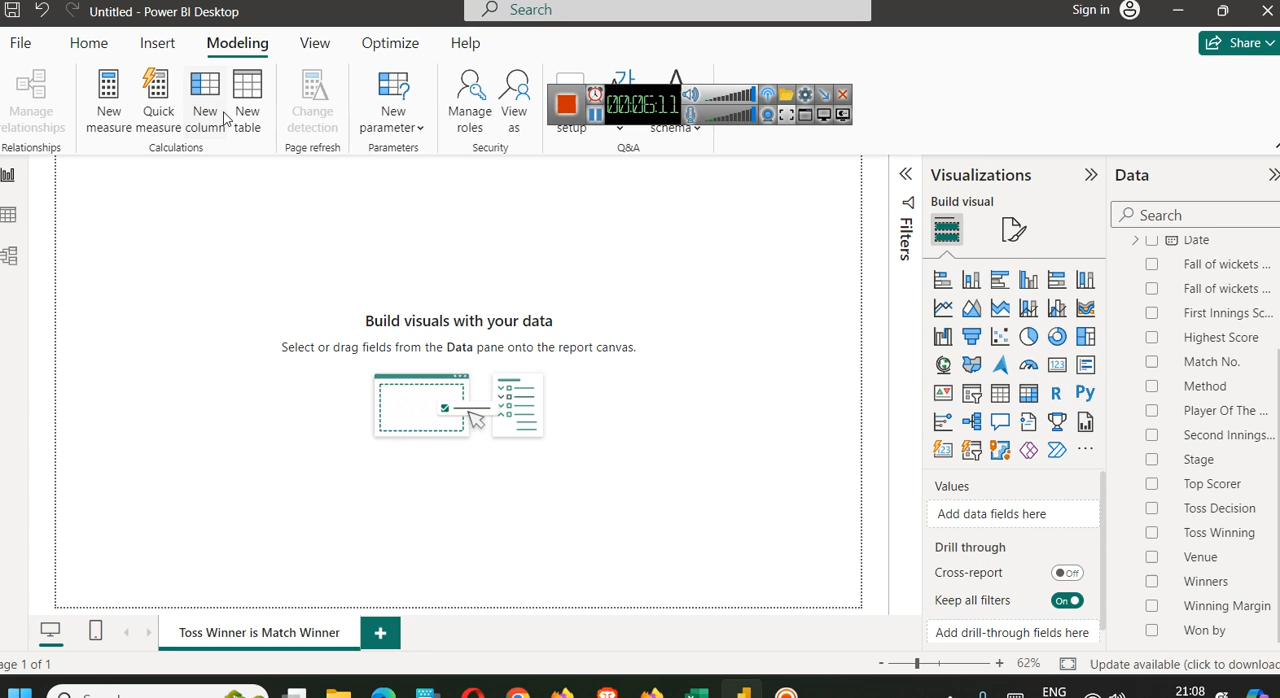 Untitled - Power BI Desktop
Search
Sign in
File
Home
Insert
Modeling
View
Optimize
Help
Share
Manage
relationships
New
measure
Quick
measure
New
column
New
table
Change
detection
New
parameter
Manage
roles
View
as
00:06:11
setup
schema
Relationships
Calculations
Page refresh
Parameters
Security
Q&A
Filters
Visualizations
Build visual
Data
Search
Date
Fall of wickets ...
Fall of wickets ...
First Innings Sc...
Highest Score
Match No.
Method
Player Of The ...
Second Innings...
Stage
Top Scorer
Toss Decision
Toss Winning
Venue
Winners
Winning Margin
Won by
Build visuals with your data
Select or drag fields from the Data pane onto the report canvas.
123
R
Py
123
Values
Add data fields here
Drill through
Cross-report
Off
Keep all filters
On
Add drill-through fields here
Toss Winner is Match Winner
age 1 of 1
- + 62%
Update available (click to download
ENG
21:08